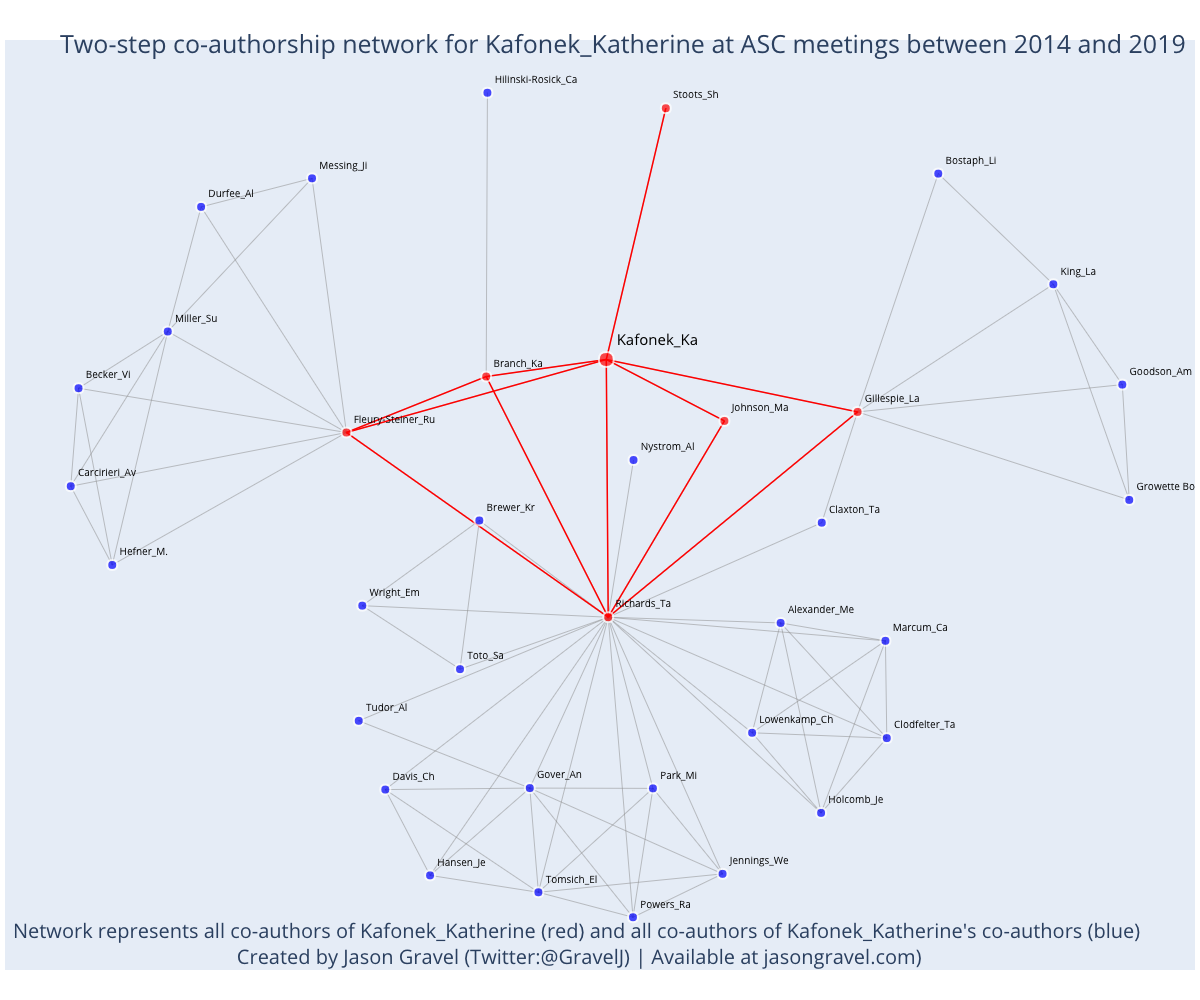 Two-step co-authorship network for Kafonek_Katherine at ASC meetings between 2014 and 2019
Hilinski-Rosick_Ca
Stoots_Sh
Bostaph_Li
Messing_Ji
Durfee_Al
King_La
Miller_Su
Kafonek_Ka
Branch_Ka
Becker_Vi
Goodson_Am
Gillespie_La
Johnson_Ma
Fleury-Steiner_Ru
Nystrom_Al
Carcirieri_Av
Growette Bo
Brewer_Kr
Claxton_Ta
Hefner_M.
Wright_Em
Richards_Ta
Alexander_Me
Marcum_Ca
Toto_Sa
Tudor_Al
Lowenkamp_Ch
Clodfelter_Ta
Davis_Ch
Gover_An
Park_Mi
Holcomb_Je
Hansen_Je
Jennings_We
Tomsich_El
Powers_Ra
Network represents all co-authors of Kafonek_Katherine (red) and all co-authors of Kafonek_Katherine's co-authors (blue)
Created by Jason Gravel (Twitter:@GravelJ) | Available at jasongravel.com)